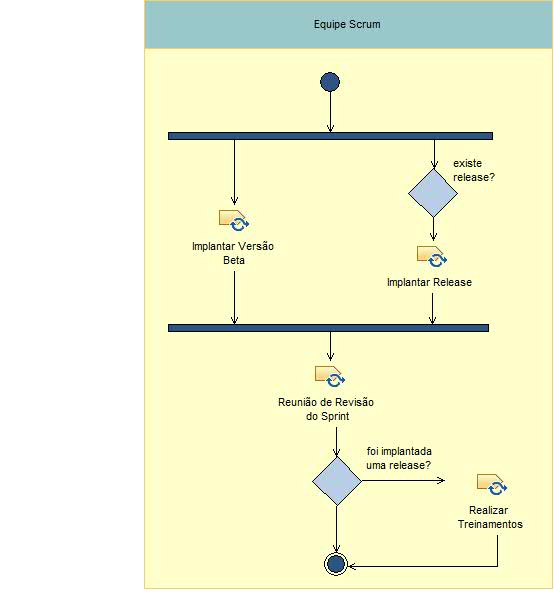 Equipe Scrum
existe
release?
Implantar Versão
Beta
Implantar Release
Reunião de Revisão
do Sprint
foi implantada
uma release?
Realizar
Treinamentos